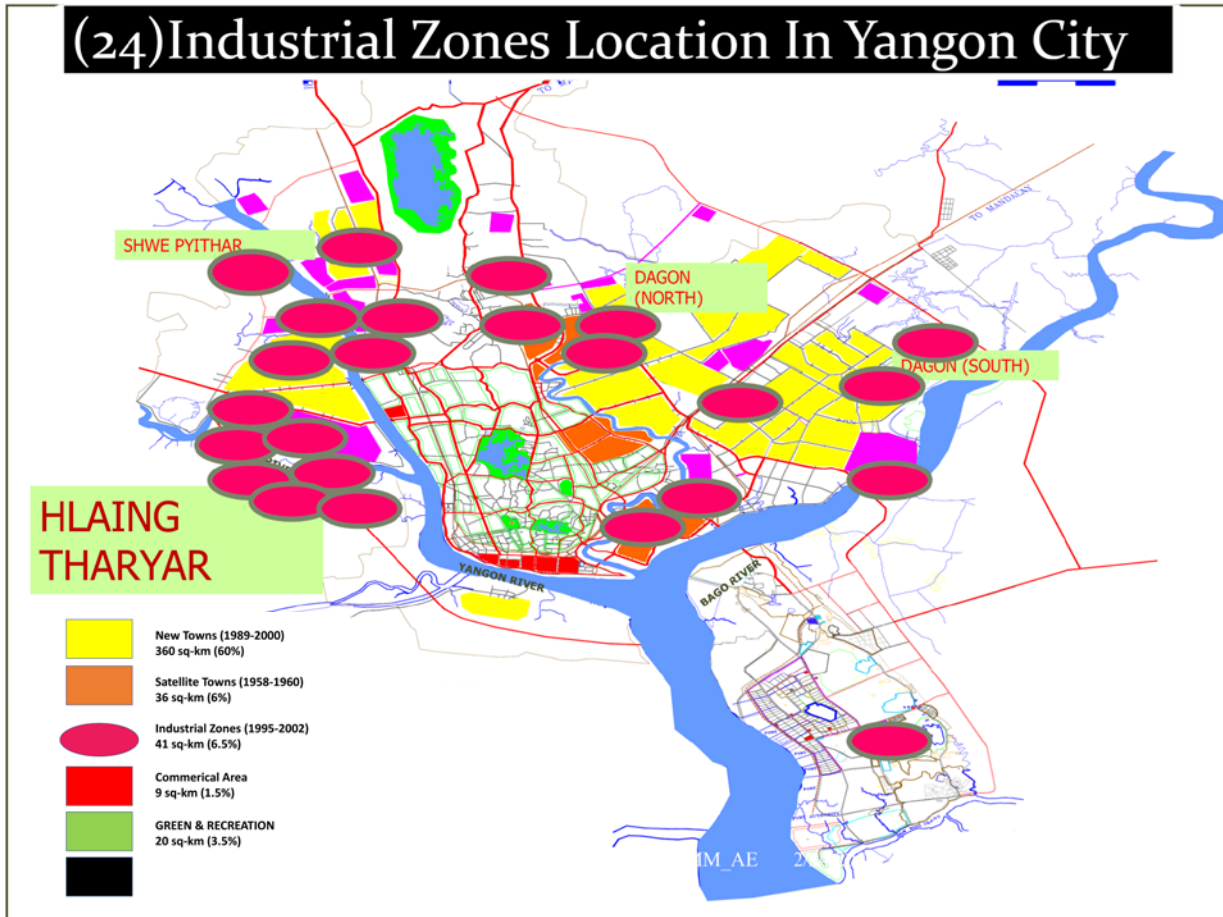 (24)Industrial Zones Location In Yangon City
TO MANDALAY
SHWE PYITHAR
DAGON
(NORTH)
DAGON (SOUTH)
HLAING
THARYAR
YANGON RIVER
BAGO RIVER
New Towns (1989-2000)
360 sq-km (60%)
Satellite Towns (1958-1960)
36 sq-km (6%)
Industrial Zones (1995-2002)
41 sq-km (6.5%)
Commerical Area
9 sq-km (1.5%)
GREEN & RECREATION
20 sq-km (3.5%)
MM_AE